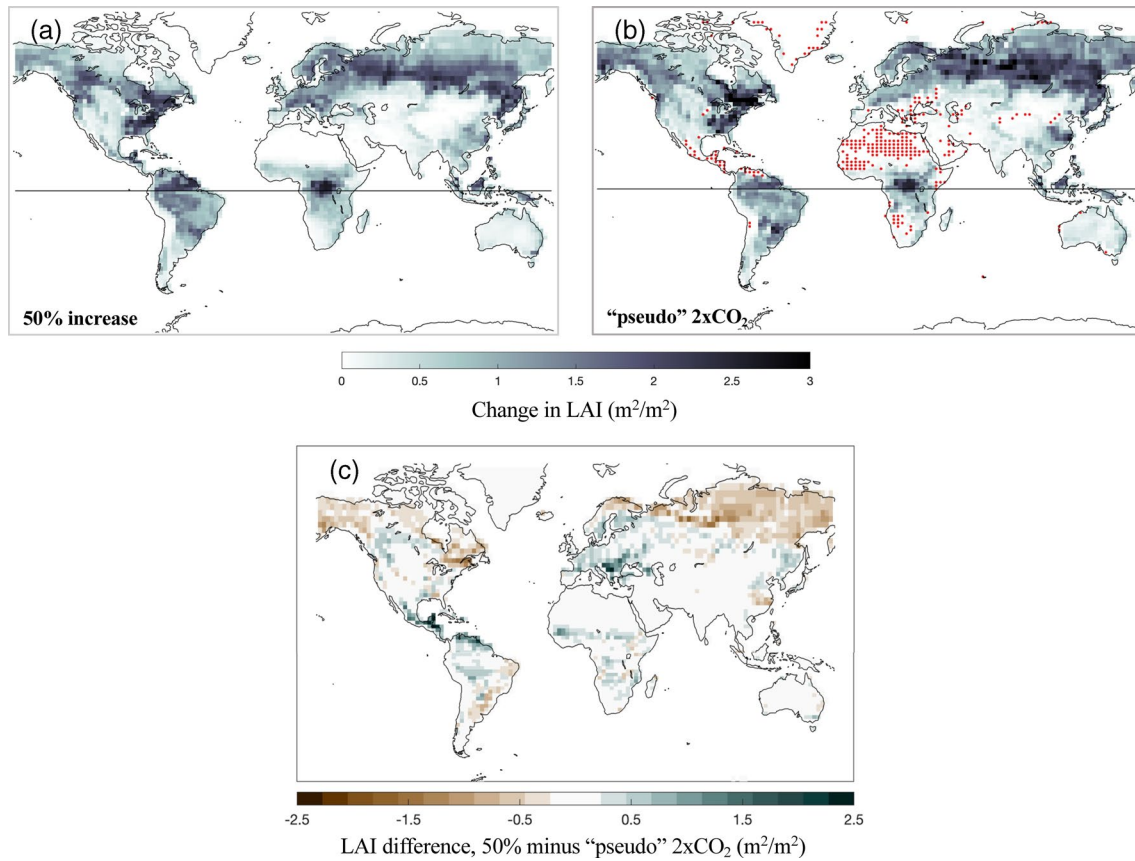 (a)
50% increase
(b)
“pseudo” 2xCO₂
0 0.5 1 1.5 2 2.5 3
Change in LAI (m²/m²)
(c)
-2.5 -1.5 -0.5 0.5 1.5 2.5
LAI difference, 50% minus “pseudo” 2xCO₂ (m²/m²)